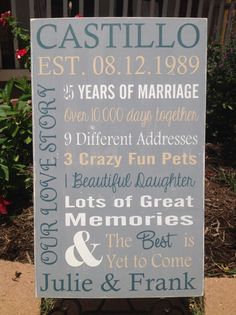 CASTILLO
EST. 08.12.1989
OUR LOVE STORY
25 YEARS OF MARRIAGE
Over 10,000 days together
9 Different Addresses
3 Crazy Fun Pets
1 Beautiful Daughter
Lots of Great
Memories
& The Best is
Yet to Come
Julie & Frank